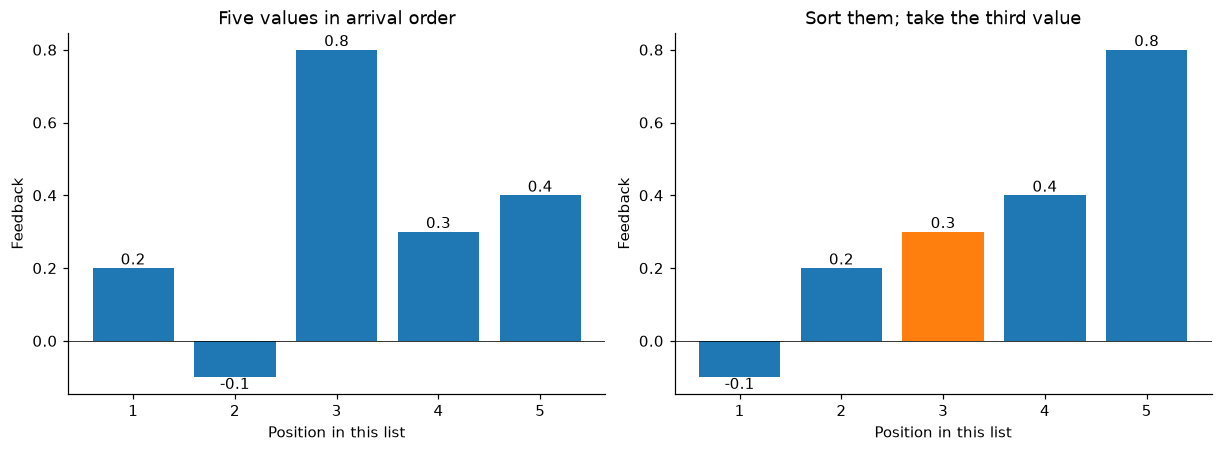 Five values in arrival order
0.8
0.6
0.4
0.2
0.0
Feedback
0.2
-0.1
0.8
0.3
0.4
1 2 3 4 5
Position in this list
Sort them; take the third value
0.8
0.6
0.4
0.2
0.0
Feedback
-0.1
0.2
0.3
0.4
0.8
1 2 3 4 5
Position in this list